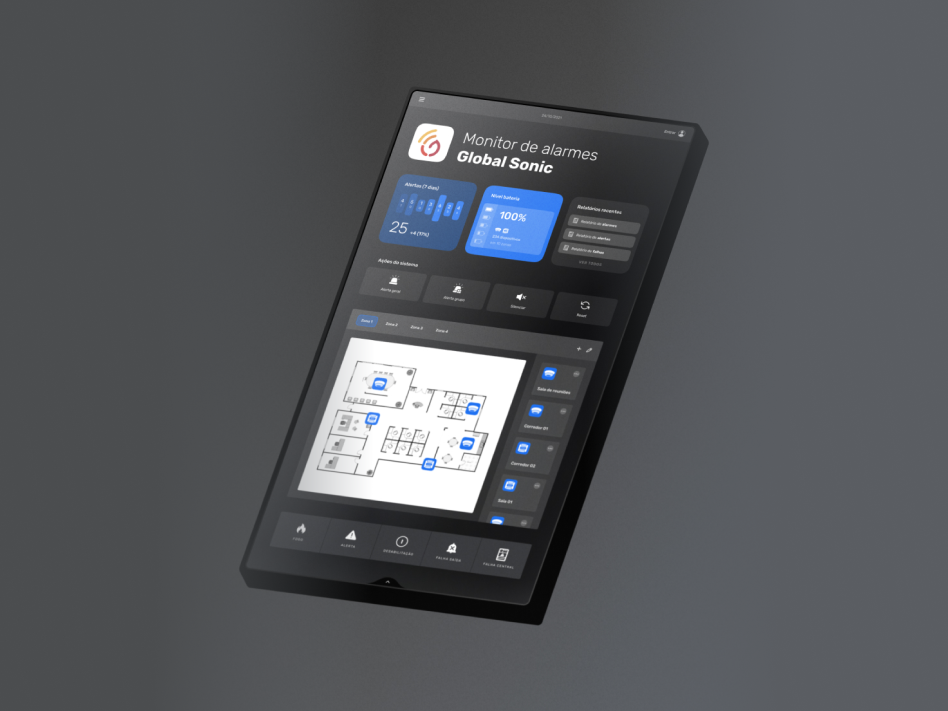 Monitor de alarmes
Global Sonic
Alertas (7 dias)
25 +4 (17%)
Nível bateria
100%
Relatórios recentes
Relatório de alarmes
Relatório de alertas
Relatório de falhas
VER TODOS
Ações do sistema
Alerta geral
Alerta grupo
Silenciar
Reset
Zona 1
Zona 2
Zona 3
Zona 4
Sala de reuniões
Corredor 01
Corredor 02
Sala 01
FOGO
ALERTA
DESABILITAÇÃO
FALHA GERAL
FALHA CENTRAL